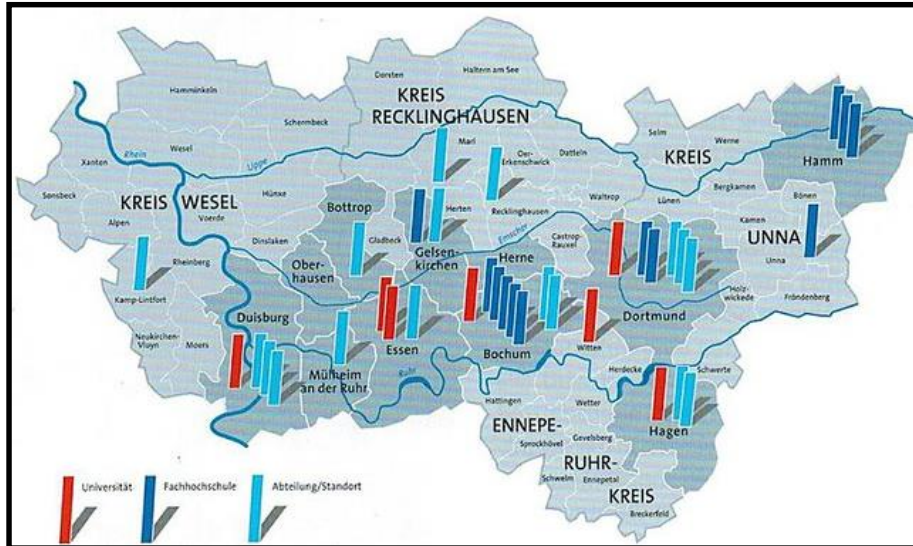 Dorsten
Haltern am See
KREIS
RECKLINGHAUSEN
Hamminkeln
Schermbeck
Marl
Oer-
Erkenschwick
Datteln
Selm
Werne
KREIS
Hamm
Rhein
Wesel
Lippe
Xanten
Sonsbeck
KREIS WESEL
Hünxe
Voerde
Alpen
Bottrop
Herten
Recklinghausen
Waltrop
Lünen
Bergkamen
Bönen
Kamen
UNNA
Unna
Rheinberg
Dinslaken
Gladbeck
Gelsen-
kirchen
Emscher
Castrop-
Rauxel
Herne
Ober-
hausen
Kamp-Lintfort
Holz-
wickede
Fröndenberg
Duisburg
Dortmund
Neukirchen-
Vluyn
Moers
Essen
Bochum
Witten
Mülheim
an der Ruhr
Ruhr
Herdecke
Schwerte
Hattingen
Wetter
Hagen
ENNEPE-
Sprockhövel
Gevelsberg
RUHR-
Schwelm
Ennepetal
KREIS
Breckerfeld
Universität
Fachhochschule
Abteilung/Standort